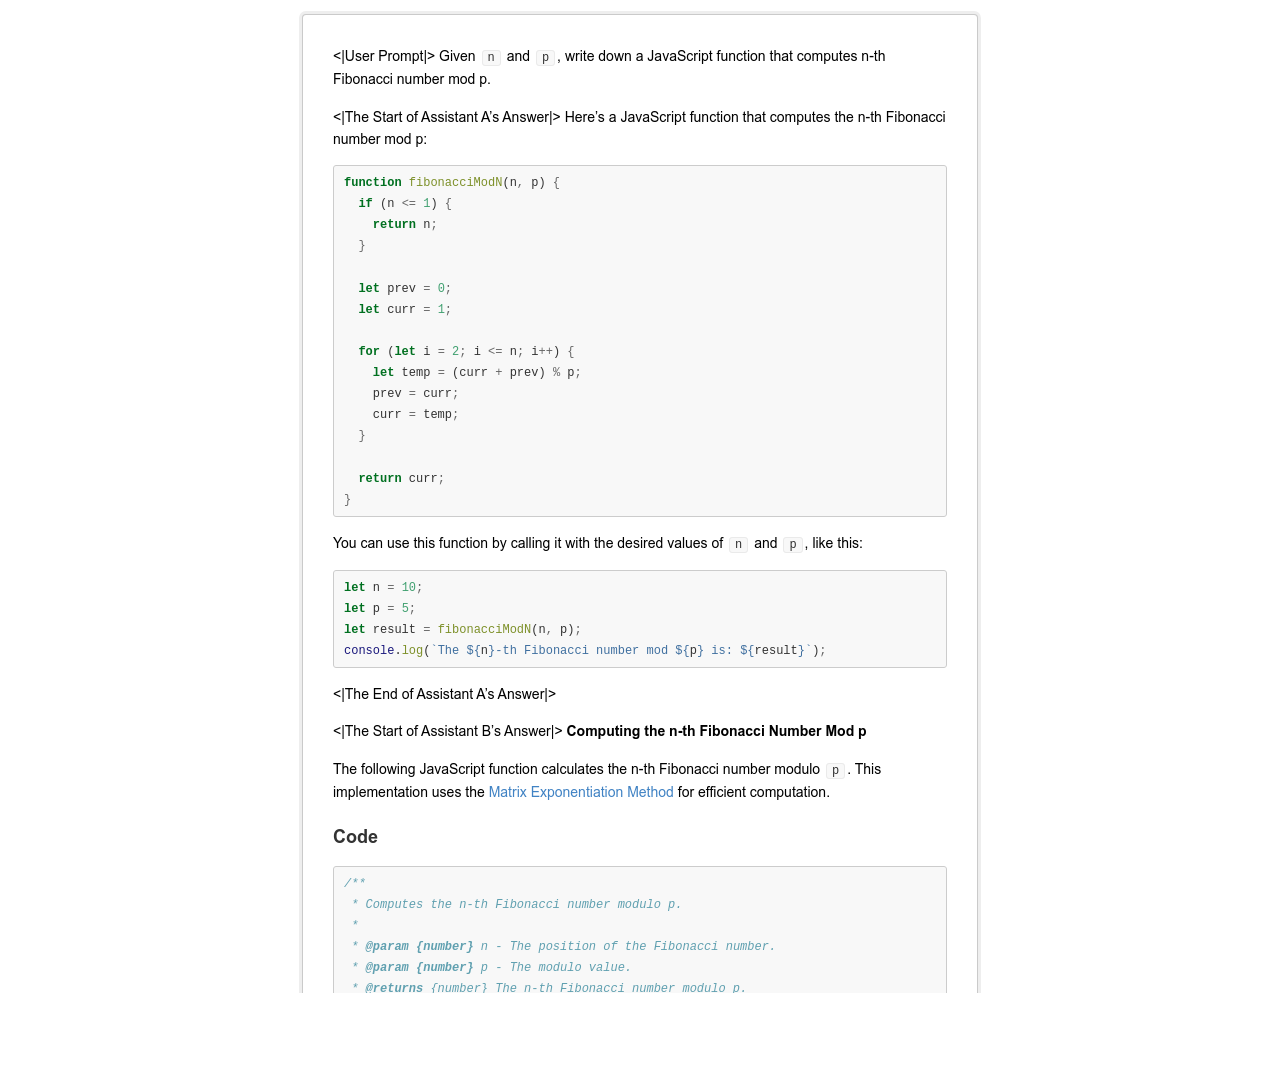 <|User Prompt|> Given n and p, write down a JavaScript function that computes n-th
Fibonacci number mod p.
<|The Start of Assistant A’s Answer|> Here’s a JavaScript function that computes the n-th Fibonacci
number mod p:
function fibonacciModN(n, p) {
  if (n <= 1) {
    return n;
  }

  let prev = 0;
  let curr = 1;

  for (let i = 2; i <= n; i++) {
    let temp = (curr + prev) % p;
    prev = curr;
    curr = temp;
  }

  return curr;
}
You can use this function by calling it with the desired values of n and p, like this:
let n = 10;
let p = 5;
let result = fibonacciModN(n, p);
console.log(`The ${n}-th Fibonacci number mod ${p} is: ${result}`);
<|The End of Assistant A’s Answer|>
<|The Start of Assistant B’s Answer|> Computing the n-th Fibonacci Number Mod p
The following JavaScript function calculates the n-th Fibonacci number modulo p. This
implementation uses the Matrix Exponentiation Method for efficient computation.
Code
/**
 * Computes the n-th Fibonacci number modulo p.
 *
 * @param {number} n - The position of the Fibonacci number.
 * @param {number} p - The modulo value.
 * @returns {number} The n-th Fibonacci number modulo p.